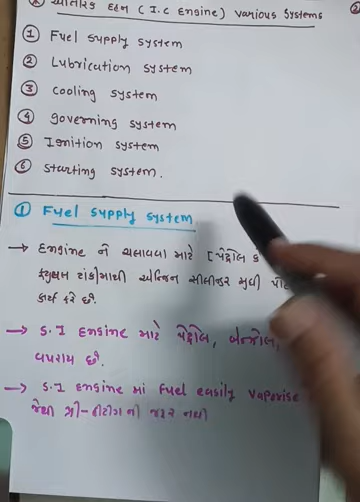 આંતરિક દહન (I.C Engine) various systems
① Fuel supply system
② Lubrication system
③ cooling system
④ governing system
⑤ Ignition system
⑥ starting system.
① Fuel supply system
→ Engine ને ચલાવવા માટે [પેટ્રોલ કે
ફ્યુઅલ ટાંકીમાંથી એન્જિન સીલીન્ડર સુધી
કાર્ય કરે છે.
→ S.I Engine માટે પેટ્રોલ, બેન્ઝોલ,
વપરાય છે.
→ S.I Engine માં Fuel easily vaporise
જેથી પ્રી-હીટીંગ ની જરૂર નથી